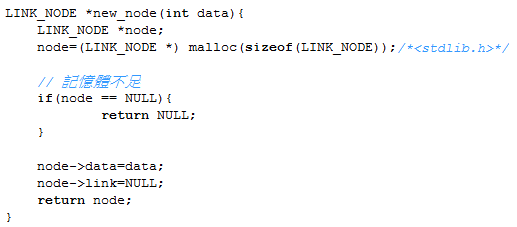 LINK_NODE *new_node(int data){
    LINK_NODE *node;
    node=(LINK_NODE *) malloc(sizeof(LINK_NODE));/*<stdlib.h>*/
    // 記憶體不足
    if(node == NULL){
            return NULL;
    }
    node->data=data;
    node->link=NULL;
    return node;
}